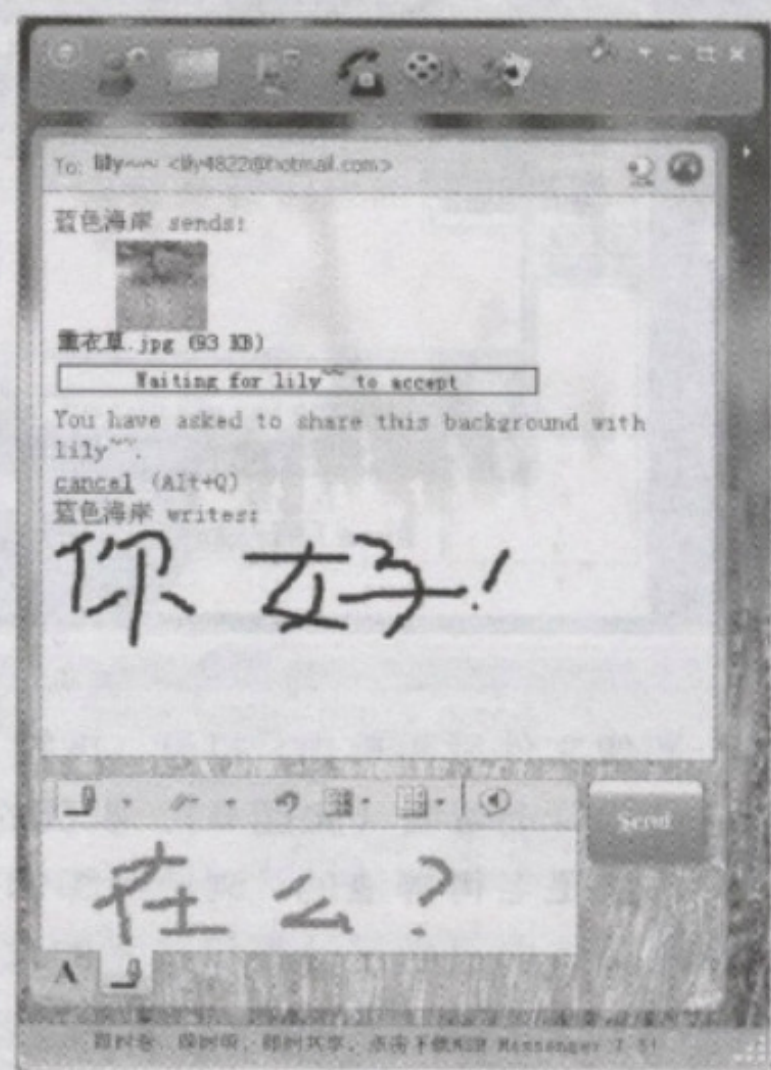 To: lily~~ <lily4822@hotmail.com>
蓝色海岸 sends:
薰衣草.jpg (93 KB)
Waiting for lily~~ to accept
You have asked to share this background with
lily~~.
cancel (Alt+Q)
蓝色海岸 writes:
你好!
Send
在么?
A